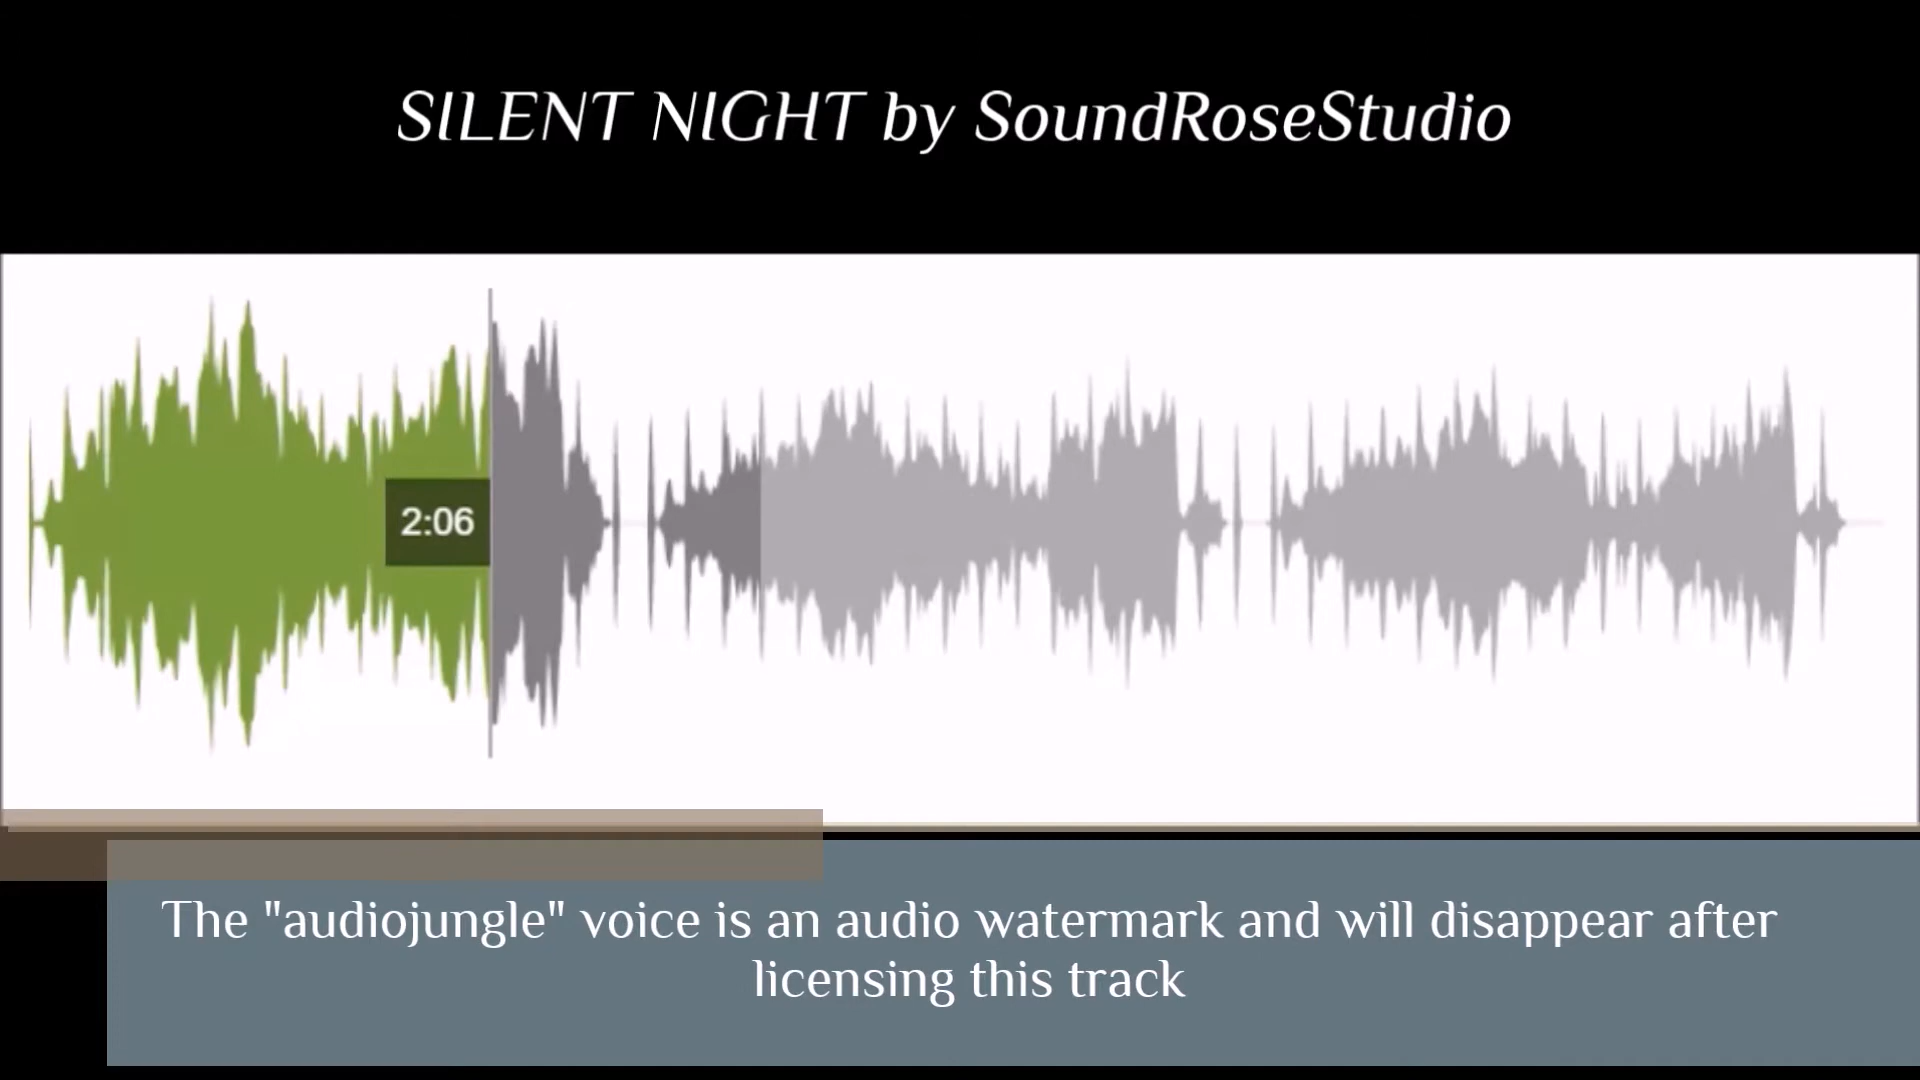 SILENT NIGHT by SoundRoseStudio
2:06
The "audiojungle" voice is an audio watermark and will disappear after
licensing this track